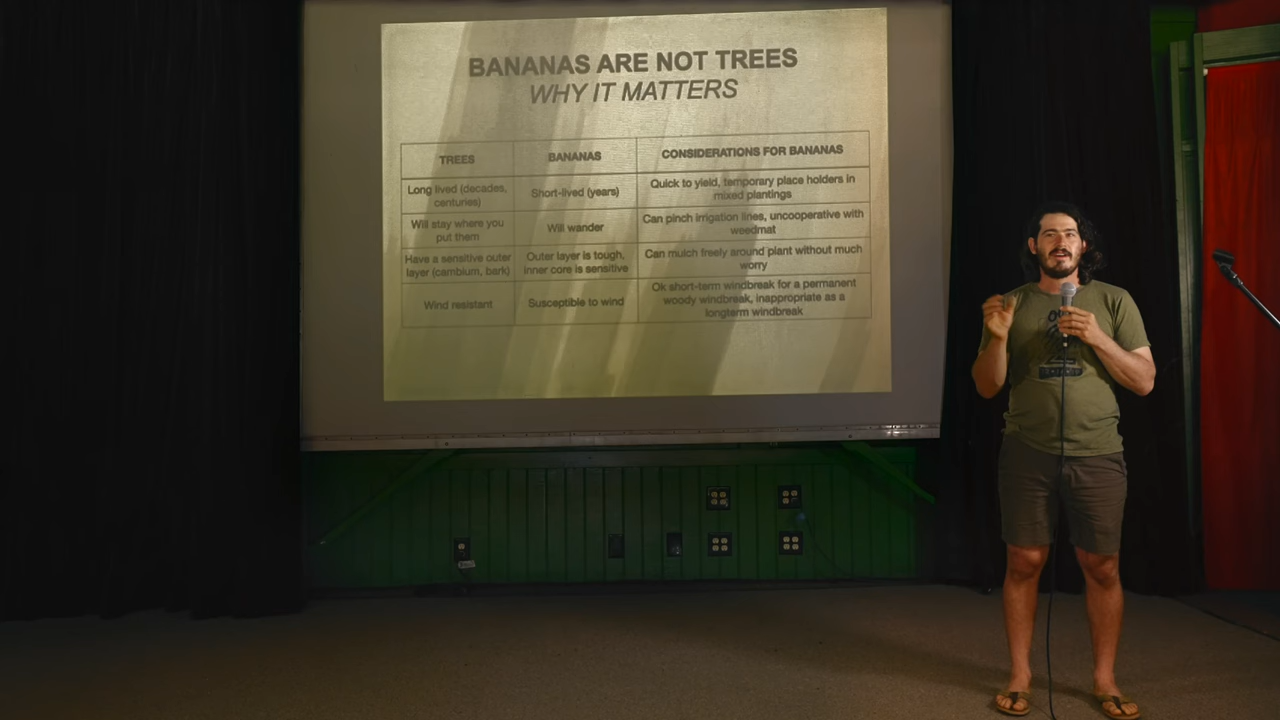 BANANAS ARE NOT TREES
WHY IT MATTERS
TREES
BANANAS
CONSIDERATIONS FOR BANANAS
Long lived (decades,
centuries)
Short-lived (years)
Quick to yield, temporary place holders in
mixed plantings
Will stay where you
put them
Will wander
Can pinch irrigation lines, uncooperative with
weedmat
Have a sensitive outer
layer (cambium, bark)
Outer layer is tough,
inner core is sensitive
Can mulch freely around plant without much
worry
Wind resistant
Susceptible to wind
Ok short-term windbreak for a permanent
woody windbreak, inappropriate as a
longterm windbreak